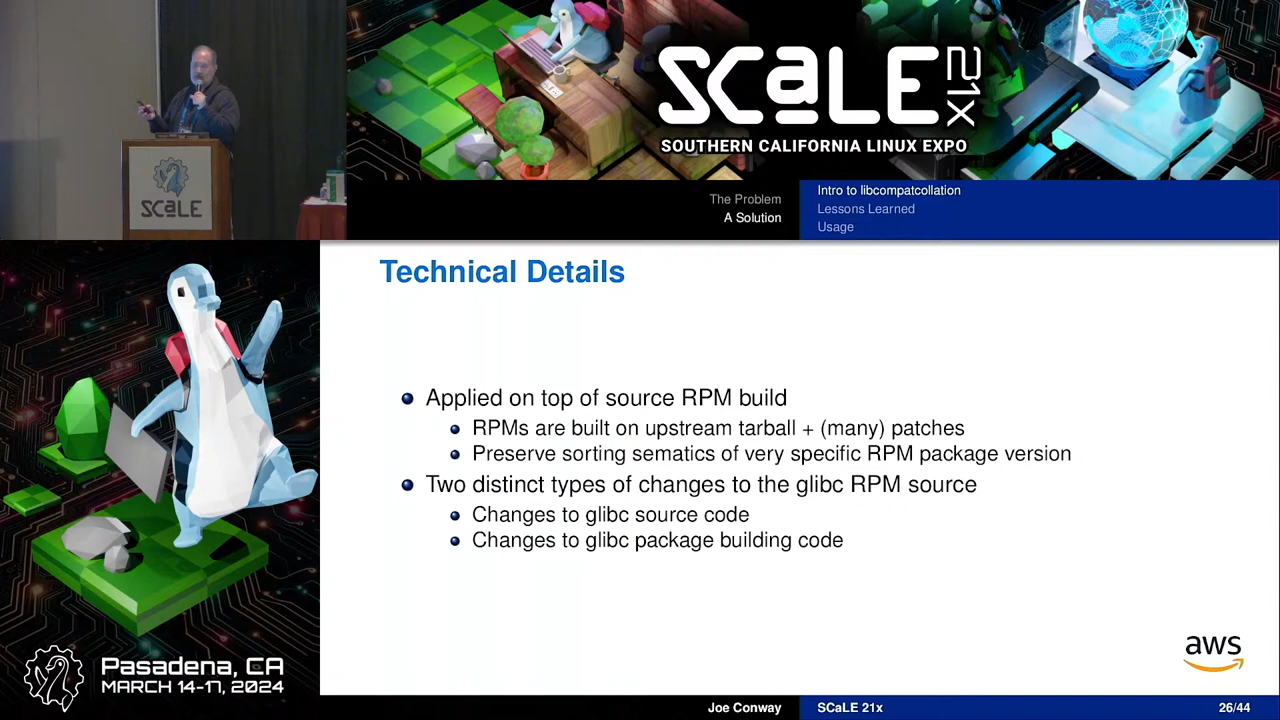 SCaLE
SCaLE 21x
SOUTHERN CALIFORNIA LINUX EXPO
The Problem
A Solution
Intro to libcompatcollation
Lessons Learned
Usage
Technical Details
Applied on top of source RPM build
RPMs are built on upstream tarball + (many) patches
Preserve sorting sematics of very specific RPM package version
Two distinct types of changes to the glibc RPM source
Changes to glibc source code
Changes to glibc package building code
aws
Pasadena, CA
MARCH 14-17, 2024
Joe Conway
SCaLE 21x
26/44